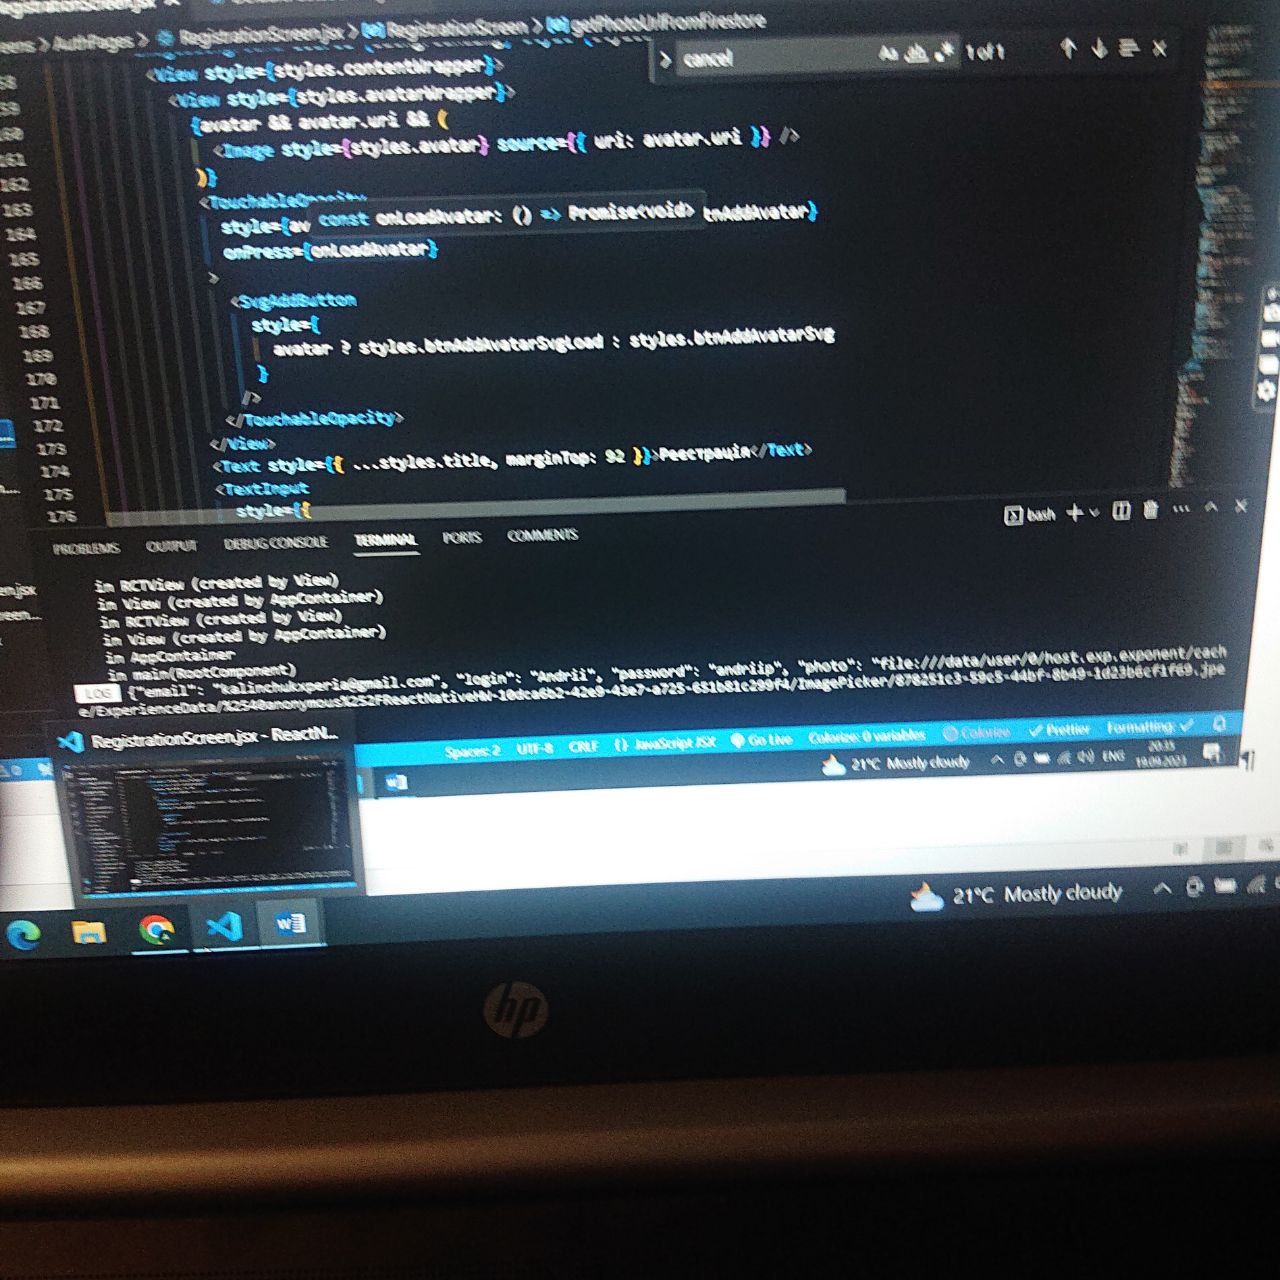 RegistrationScreen.jsx
AuthPages > RegistrationScreen.jsx > RegistrationScreen > getPhotoUrlFromFirestore
cancel
1 of 1
<View style={styles.contentWrapper}>
159 <View style={styles.avatarWrapper}>
160 {avatar && avatar.uri && (
161 <Image style={styles.avatar} source={{ uri: avatar.uri }} />
162 )}
163 <TouchableOpacity
164 style={av tnAddAvatar}
const onLoadAvatar: () => Promise<void>
165 onPress={onLoadAvatar}
166 >
167 <SvgAddButton
168 style={
169 avatar ? styles.btnAddAvatarSvgLoad : styles.btnAddAvatarSvg
170 }
171 />
172 </TouchableOpacity>
173 </View>
174 <Text style={{ ...styles.title, marginTop: 92 }}>Реєстрація</Text>
175 <TextInput
176 style={{
PROBLEMS OUTPUT DEBUG CONSOLE TERMINAL PORTS COMMENTS
bash
in RCTView (created by View)
in View (created by AppContainer)
in RCTView (created by View)
in View (created by AppContainer)
in AppContainer
in main(RootComponent)
LOG {"email": "kalinchukxperia@gmail.com", "login": "Andrii", "password": "andriip", "photo": "file:///data/user/0/host.exp.exponent/cach
e/ExperienceData/%2540anonymous%252FReactNativeHW-10dca6b2-42e9-43e7-a725-651b81c299f4/ImagePicker/878251c3-59c5-44bf-8b49-1d23b6cf1f69.jpe
RegistrationScreen.jsx - ReactN...
Spaces: 2 UTF-8 CRLF {} JavaScript JSX Go Live Colorize: 0 variables Colorize Prettier Formatting:
21°C Mostly cloudy ENG 20:35
19.09.2023
21°C Mostly cloudy
hp